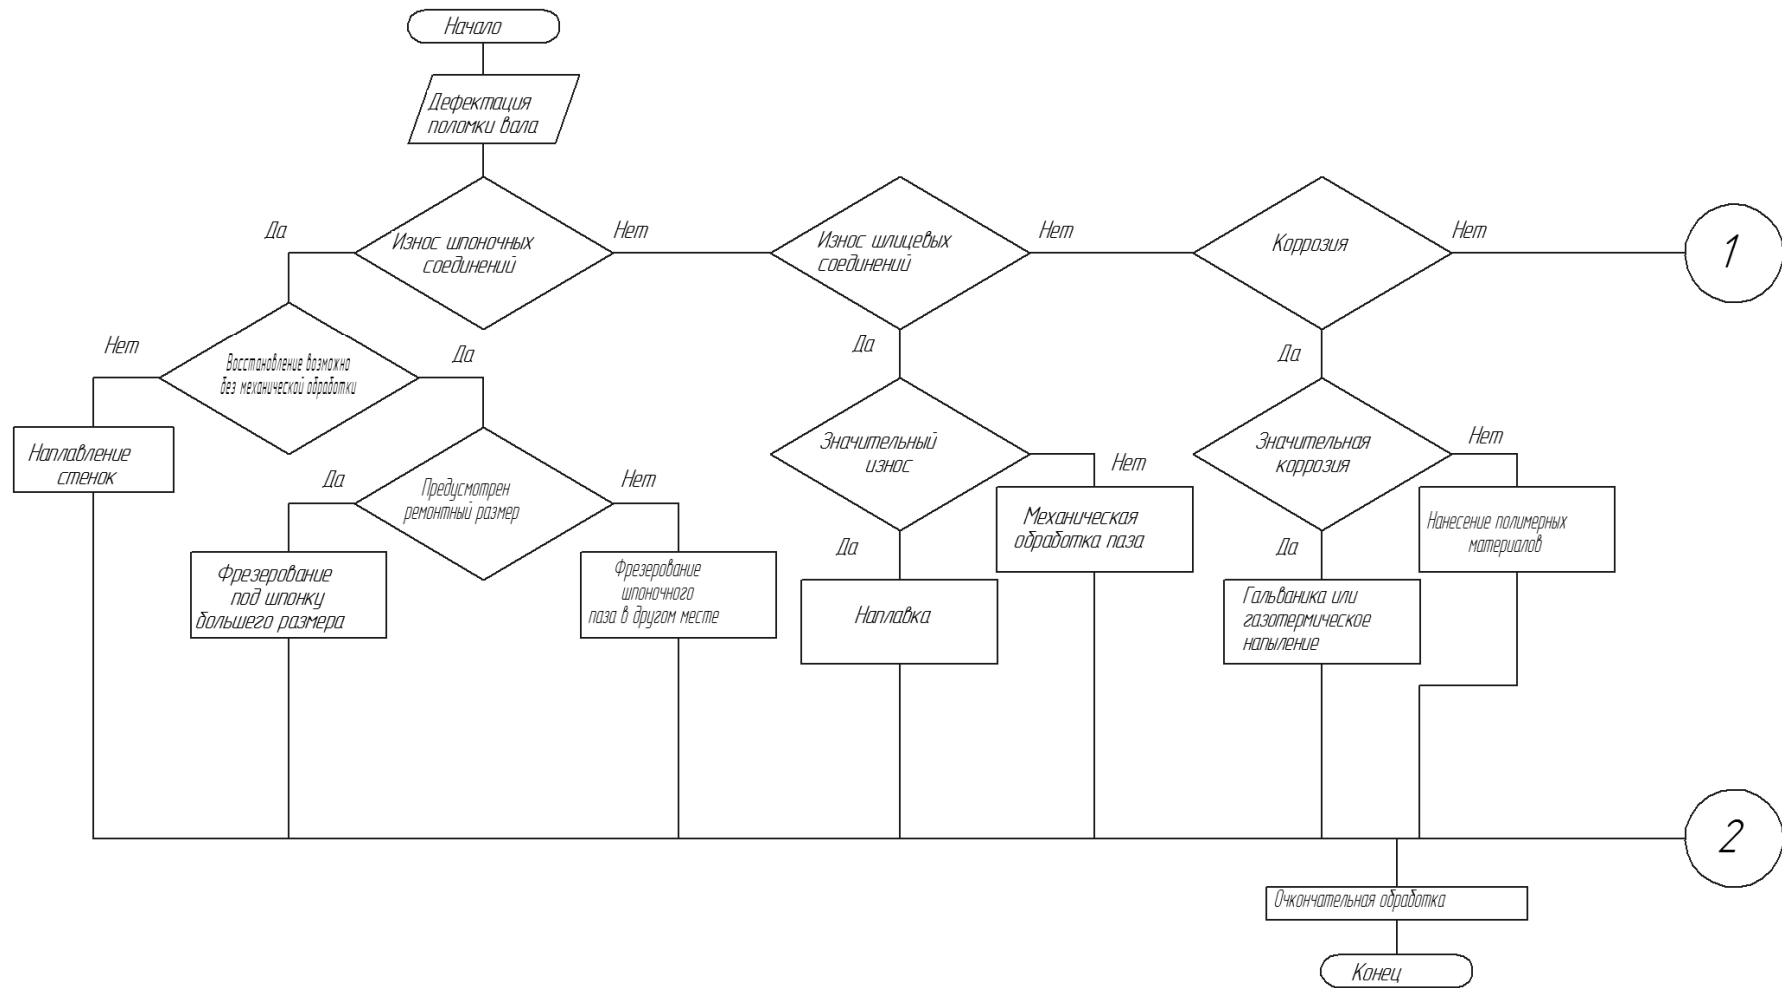 Начало
Дефектация
поломки вала
Да
Износ шпоночных
соединений
Нет
Износ шлицевых
соединений
Нет
Коррозия
Нет
1
Нет
Восстановление возможно
без механической обработки
Да
Да
Да
Наплавление
стенок
Да
Предусмотрен
ремонтный размер
Нет
Значительный
износ
Нет
Значительная
коррозия
Нет
Фрезерование
под шпонку
большего размера
Фрезерование
шпоночного
паза в другом месте
Да
Механическая
обработка паза
Да
Нанесение полимерных
материалов
Наплавка
Гальваника или
газотермическое
напыление
2
Очкончательная обработка
Конец